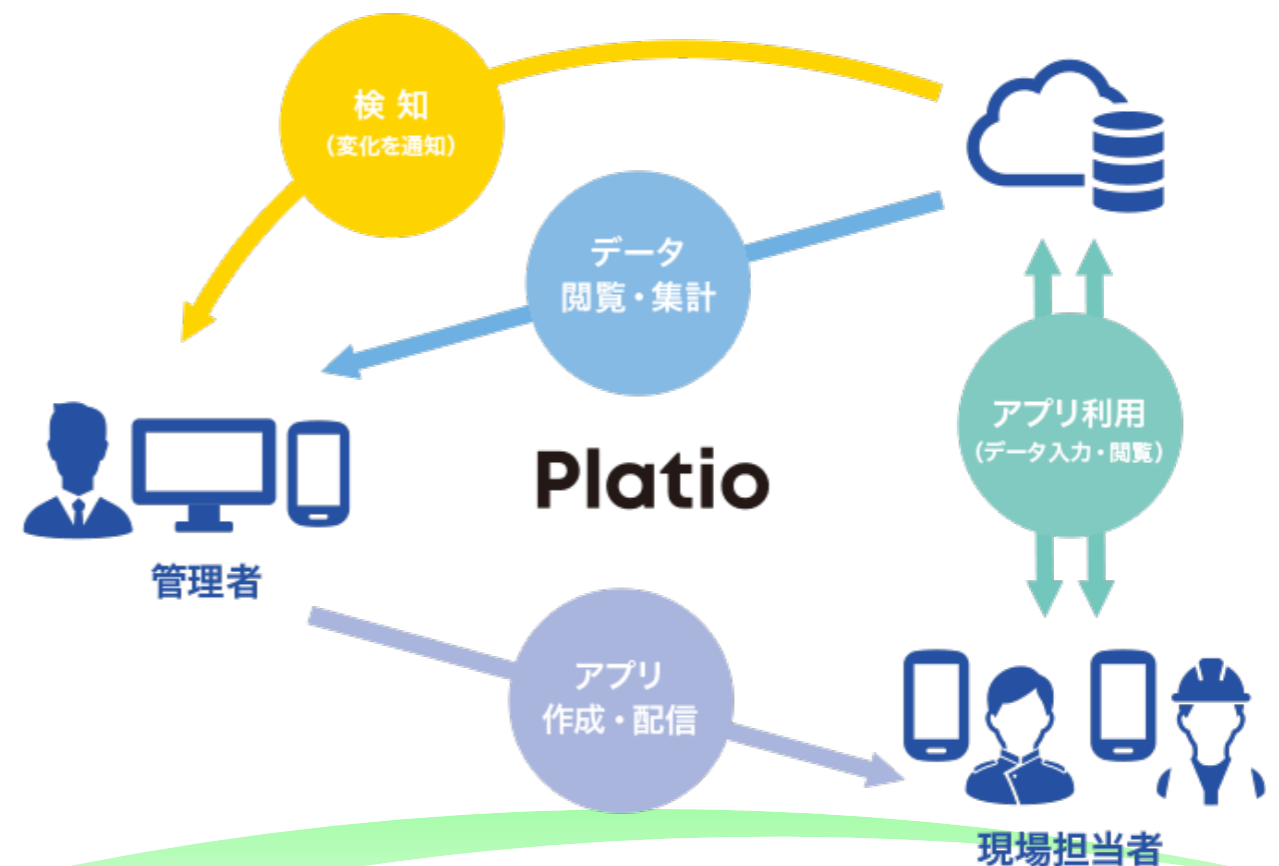 検知
(変化を通知)
データ
閲覧・集計
アプリ利用
(データ入力・閲覧)
Platio
管理者
アプリ
作成・配信
現場担当者